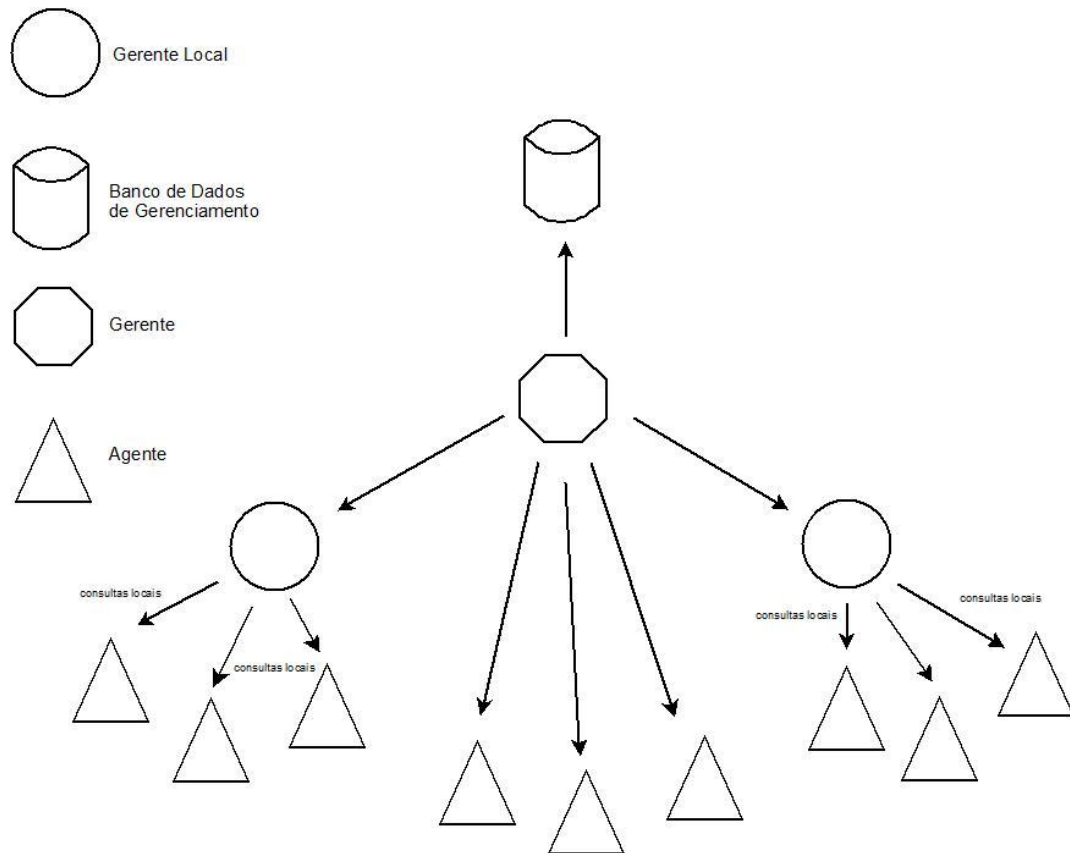 Gerente Local
Banco de Dados
de Gerenciamento
Gerente
Agente
consultas locais
consultas locais
consultas locais
consultas locais